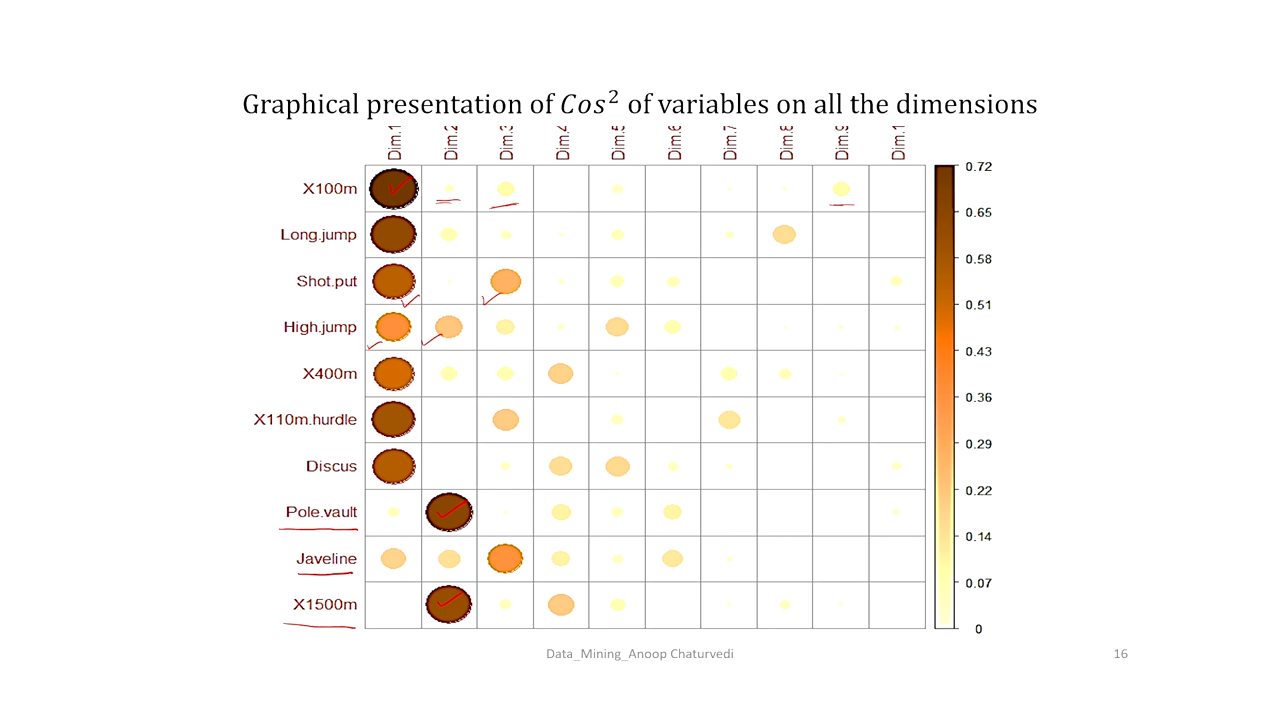 Graphical presentation of Cos² of variables on all the dimensions
Dim.1 Dim.2 Dim.3 Dim.4 Dim.5 Dim.6 Dim.7 Dim.8 Dim.9 Dim.1
X100m
Long.jump
Shot.put
High.jump
X400m
X110m.hurdle
Discus
Pole.vault
Javeline
X1500m
0.72
0.65
0.58
0.51
0.43
0.36
0.29
0.22
0.14
0.07
0
Data_Mining_Anoop Chaturvedi
16